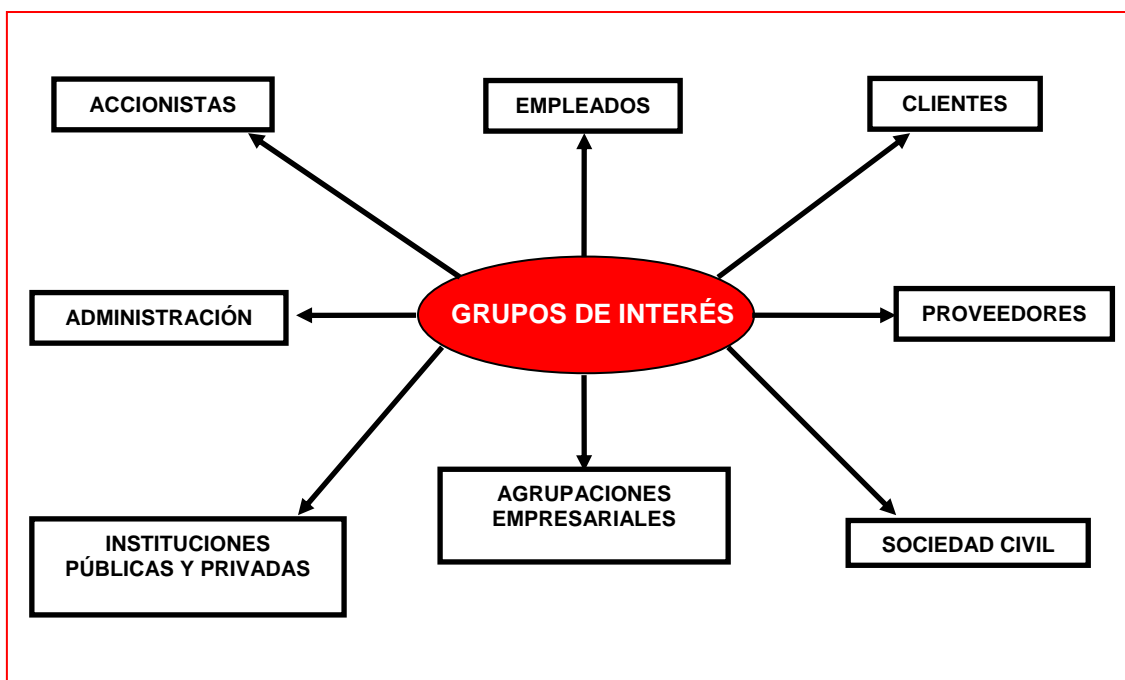 ACCIONISTAS
EMPLEADOS
CLIENTES
ADMINISTRACIÓN
GRUPOS DE INTERÉS
PROVEEDORES
INSTITUCIONES
PÚBLICAS Y PRIVADAS
AGRUPACIONES
EMPRESARIALES
SOCIEDAD CIVIL